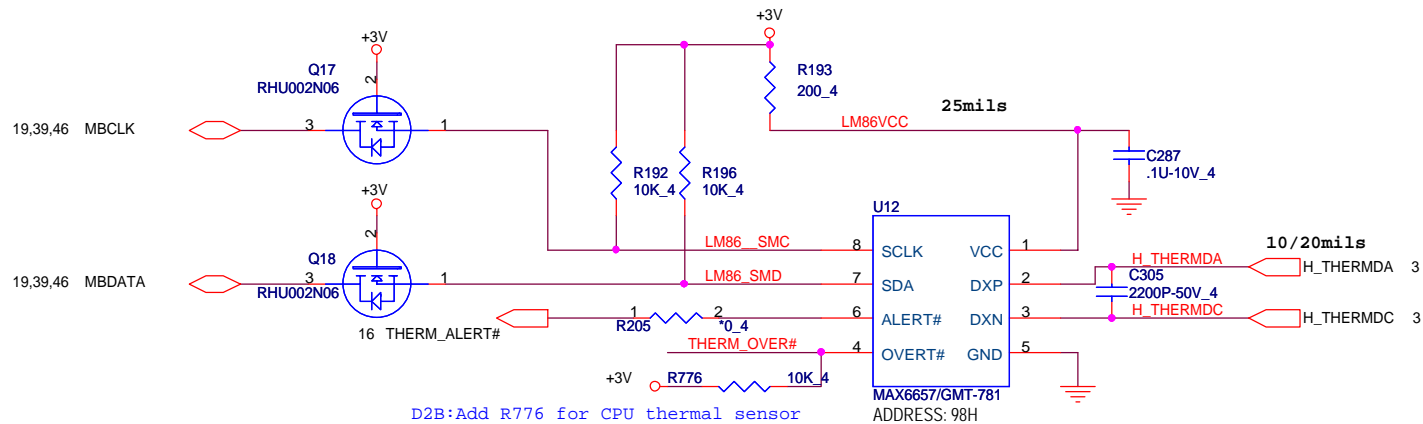 +3V
+3V
Q17
RHU002N06
2
R193
200_4
25mils
19,39,46 MBCLK
3
1
LM86VCC
C287
.1U-10V_4
R192
10K_4
R196
10K_4
+3V
U12
2
10/20mils
LM86__SMC
8
SCLK
VCC
1
H_THERMDA
H_THERMDA 3
Q18
RHU002N06
19,39,46 MBDATA
3
1
LM86_SMD
7
SDA
DXP
2
C305
2200P-50V_4
16 THERM_ALERT#
1
R205
2
*0_4
6
ALERT#
DXN
3
H_THERMDC
H_THERMDC 3
THERM_OVER#
4
OVERT#
GND
5
+3V
R776
10K_4
MAX6657/GMT-781
D2B:Add R776 for CPU thermal sensor
ADDRESS: 98H